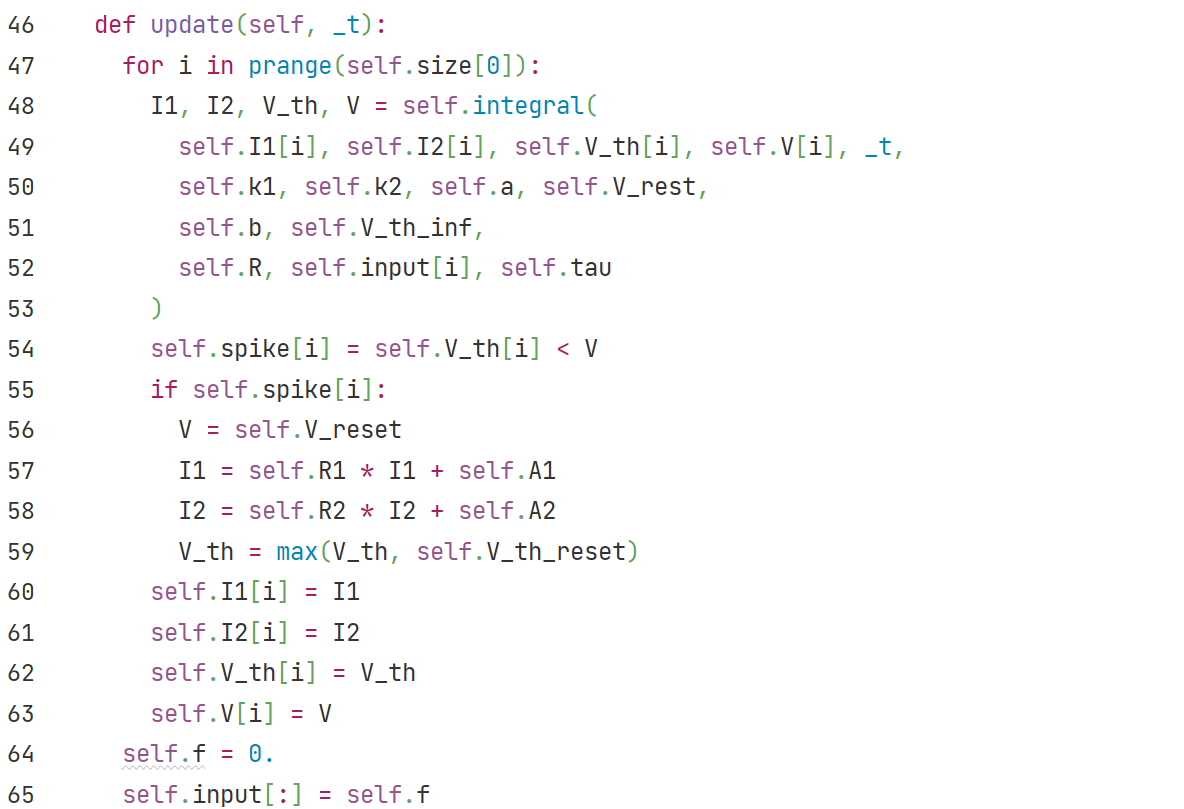 46 def update(self, _t):
47 for i in prange(self.size[0]):
48 I1, I2, V_th, V = self.integral(
49 self.I1[i], self.I2[i], self.V_th[i], self.V[i], _t,
50 self.k1, self.k2, self.a, self.V_rest,
51 self.b, self.V_th_inf,
52 self.R, self.input[i], self.tau
53 )
54 self.spike[i] = self.V_th[i] < V
55 if self.spike[i]:
56 V = self.V_reset
57 I1 = self.R1 * I1 + self.A1
58 I2 = self.R2 * I2 + self.A2
59 V_th = max(V_th, self.V_th_reset)
60 self.I1[i] = I1
61 self.I2[i] = I2
62 self.V_th[i] = V_th
63 self.V[i] = V
64 self.f = 0.
65 self.input[:] = self.f